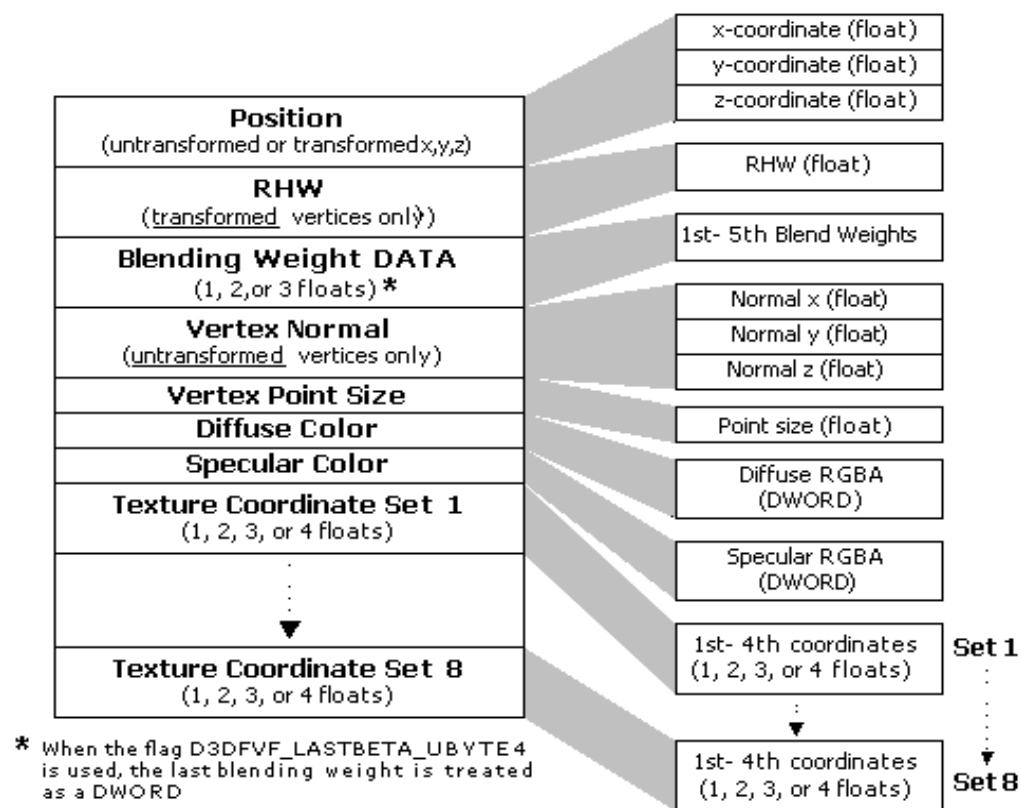 Position
(untransformed or transformed x,y,z)
RHW
(transformed vertices only)
Blending Weight DATA
(1, 2,or 3 floats) *
Vertex Normal
(untransformed vertices only)
Vertex Point Size
Diffuse Color
Specular Color
Texture Coordinate Set 1
(1, 2, 3, or 4 floats)
Texture Coordinate Set 8
(1, 2, 3, or 4 floats)
* When the flag D3DFVF_LASTBETA_UBYTE4
is used, the last blending weight is treated
as a DWORD
x-coordinate (float)
y-coordinate (float)
z-coordinate (float)
RHW (float)
1st- 5th Blend Weights
Normal x (float)
Normal y (float)
Normal z (float)
Point size (float)
Diffuse RGBA
(DWORD)
Specular RGBA
(DWORD)
1st- 4th coordinates
(1, 2, 3, or 4 floats)
Set 1
1st- 4th coordinates
(1, 2, 3, or 4 floats)
Set 8